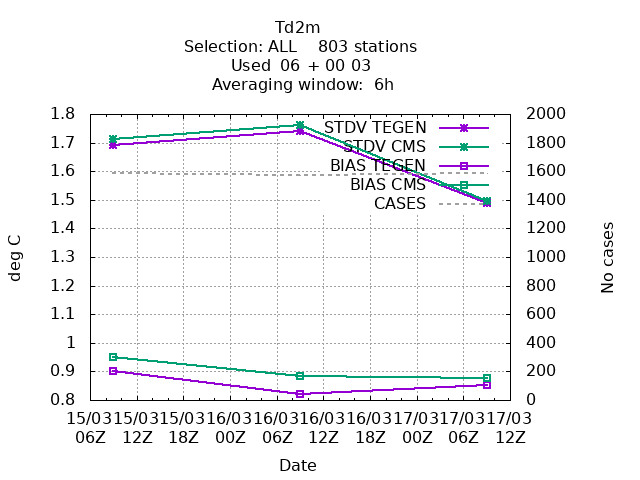 Td2m
Selection: ALL    803 stations
Used  06 + 00 03
Averaging window:  6h
1.8
1.7
1.6
1.5
1.4
1.3
1.2
1.1
1
0.9
0.8
deg C
STDV TEGEN
STDV CMS
BIAS TEGEN
BIAS CMS
CASES
2000
1800
1600
1400
1200
1000
800
600
400
200
0
No cases
15/03 15/03 15/03 16/03 16/03 16/03 16/03 17/03 17/03 17/03
06Z 12Z 18Z 00Z 06Z 12Z 18Z 00Z 06Z 12Z
Date